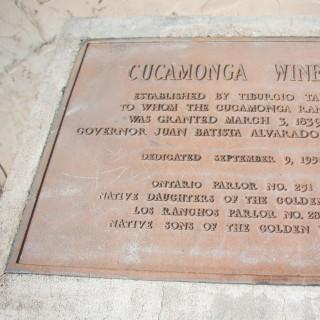 CUCAMONGA WINE
ESTABLISHED BY TIBURCIO TA
TO WHOM THE CUCAMONGA RAN
WAS GRANTED MARCH 3, 1839
GOVERNOR JUAN BATISTA ALVARADO
DEDICATED SEPTEMBER 9, 195
ONTARIO PARLOR NO. 251
NATIVE DAUGHTERS OF THE GOLDEN
LOS RANCHOS PARLOR NO. 28
NATIVE SONS OF THE GOLDEN